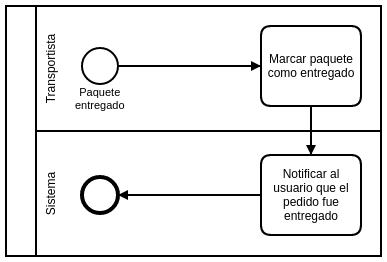 Transportista
Paquete
entregado
Marcar paquete
como entregado
Sistema
Notificar al
usuario que el
pedido fue
entregado